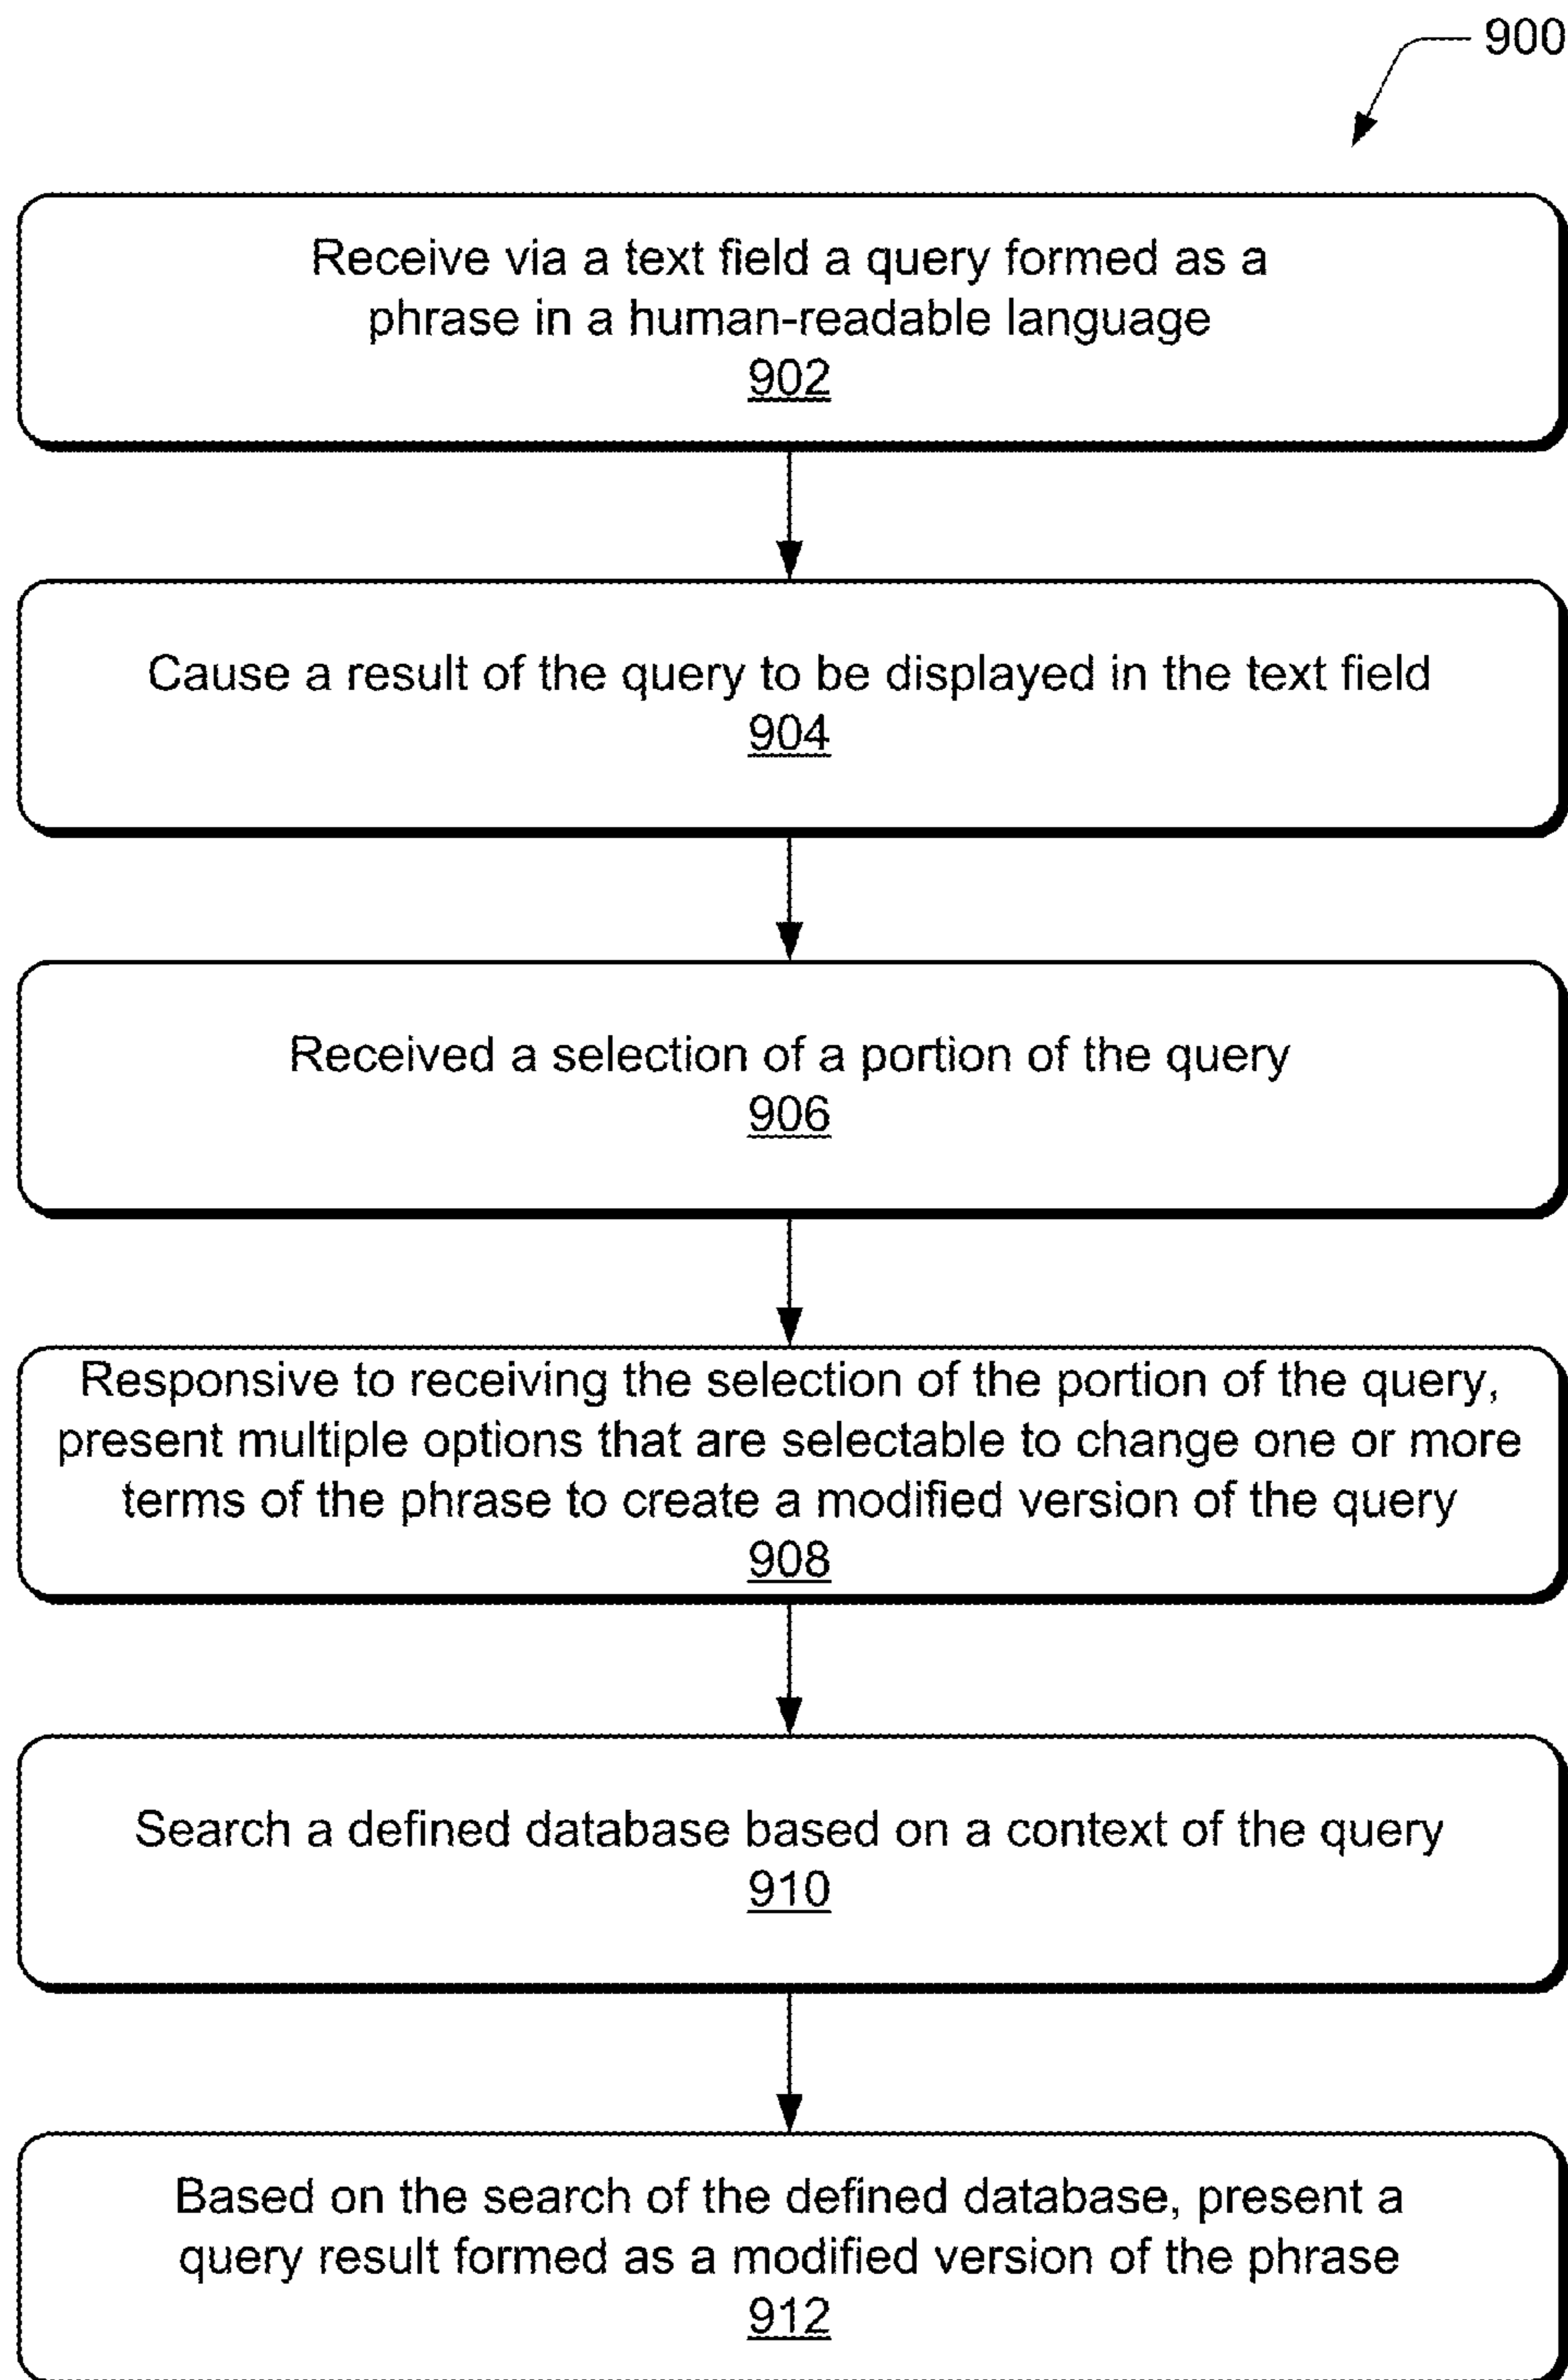 900
Receive via a text field a query formed as a
phrase in a human-readable language
902
Cause a result of the query to be displayed in the text field
904
Received a selection of a portion of the query
906
Responsive to receiving the selection of the portion of the query,
present multiple options that are selectable to change one or more
terms of the phrase to create a modified version of the query
908
Search a defined database based on a context of the query
910
Based on the search of the defined database, present a
query result formed as a modified version of the phrase
912